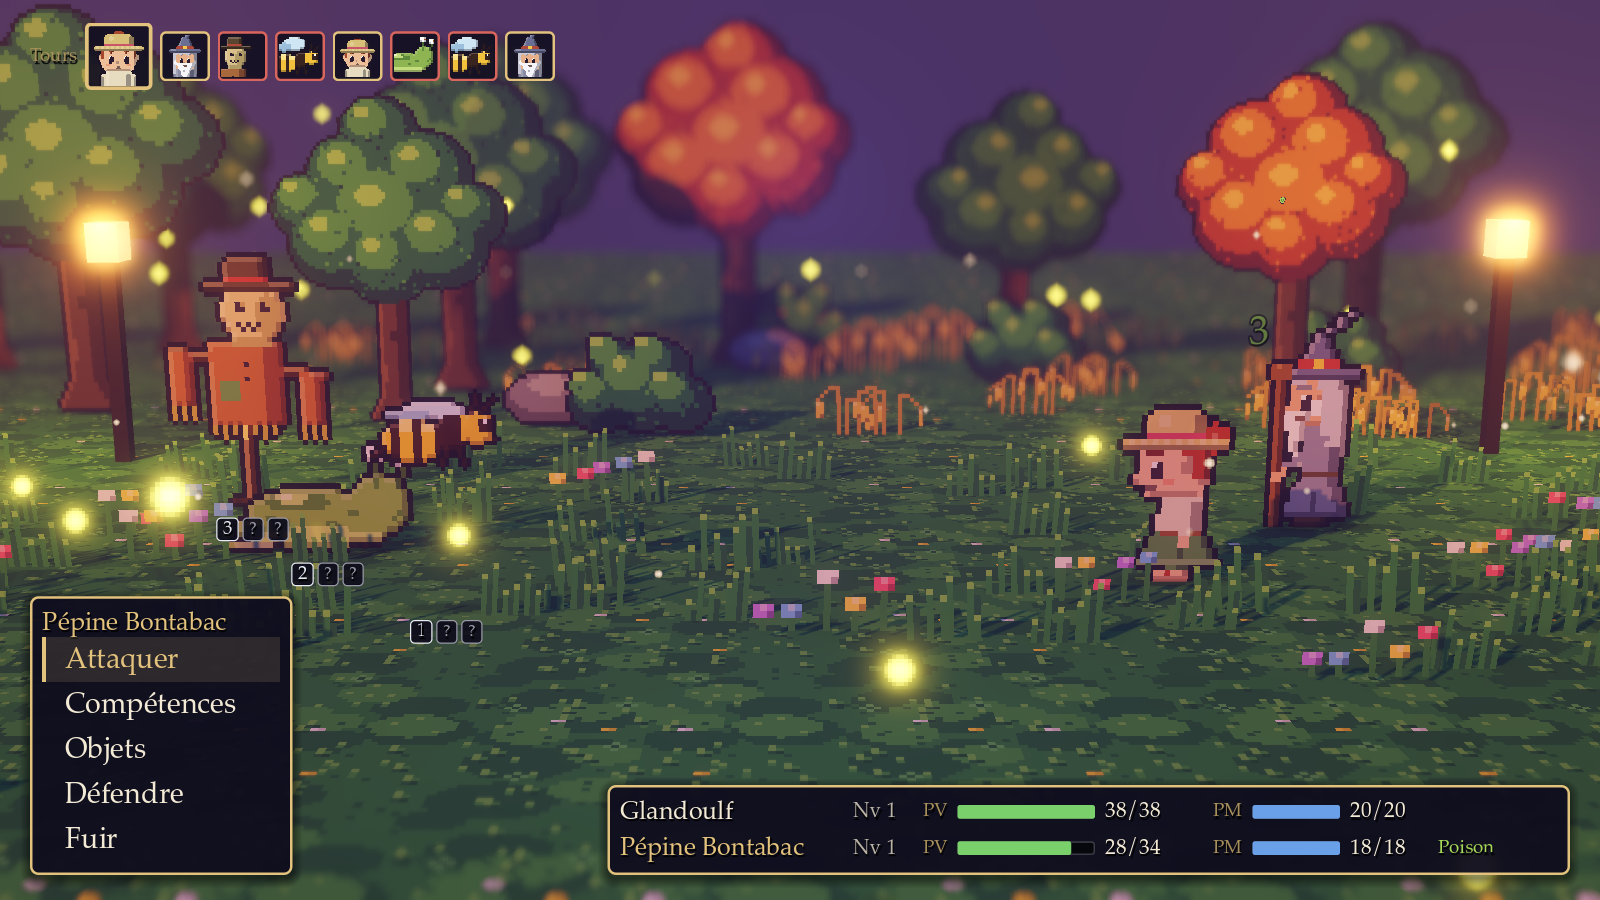 Tours
3
3 ? ?
2 ? ?
1 ? ?
Pépine Bontabac
Attaquer
Compétences
Objets
Défendre
Fuir
Glandoulf Nv 1 PV 38/38 PM 20/20
Pépine Bontabac Nv 1 PV 28/34 PM 18/18 Poison